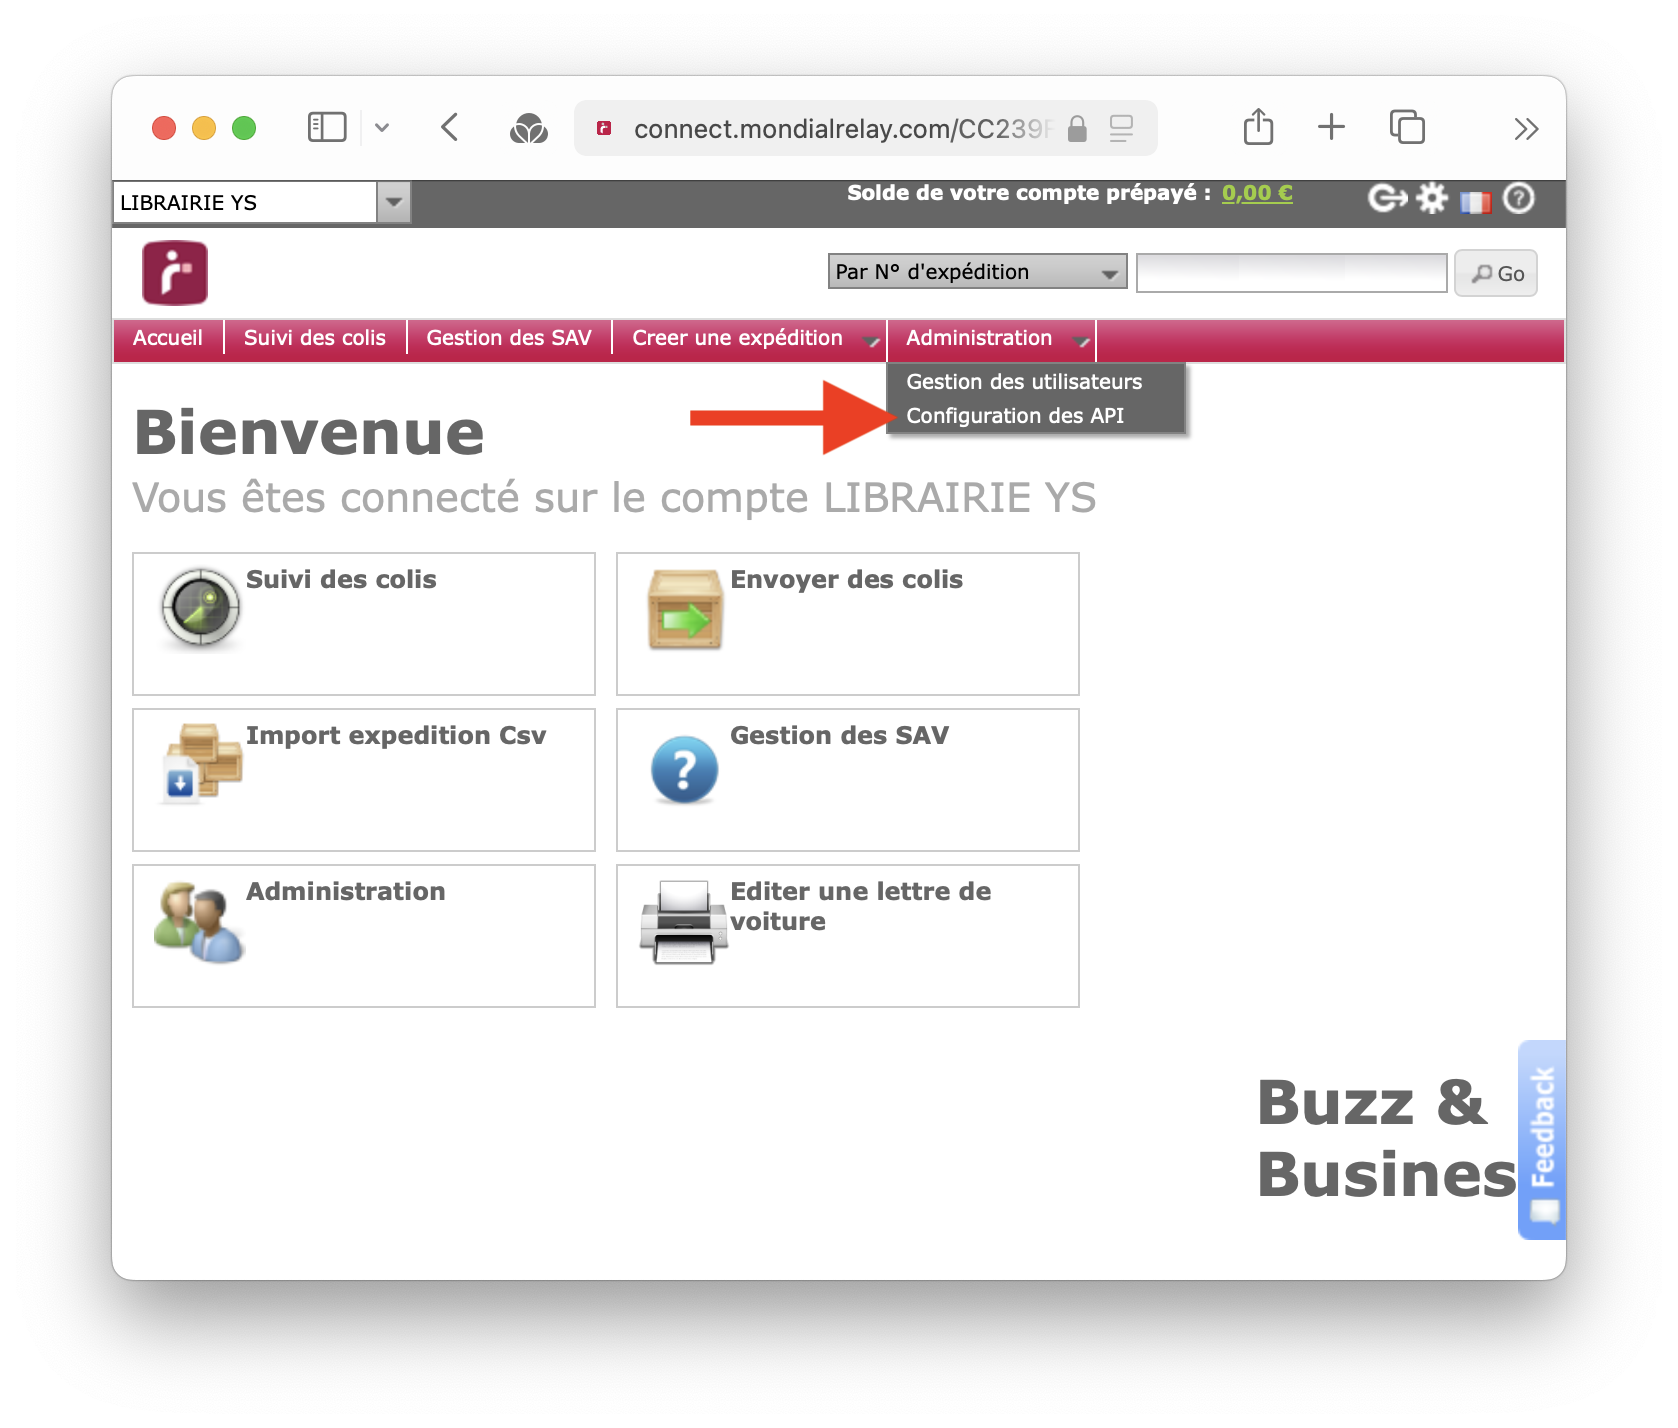 connect.mondialrelay.com/CC239
LIBRAIRIE YS
Solde de votre compte prépayé : 0,00 €
Par N° d'expédition
Go
Accueil
Suivi des colis
Gestion des SAV
Creer une expédition
Administration
Gestion des utilisateurs
Configuration des API
Bienvenue
Vous êtes connecté sur le compte LIBRAIRIE YS
Suivi des colis
Envoyer des colis
Import expedition Csv
Gestion des SAV
Administration
Editer une lettre de
voiture
Buzz &
Busines
Feedback